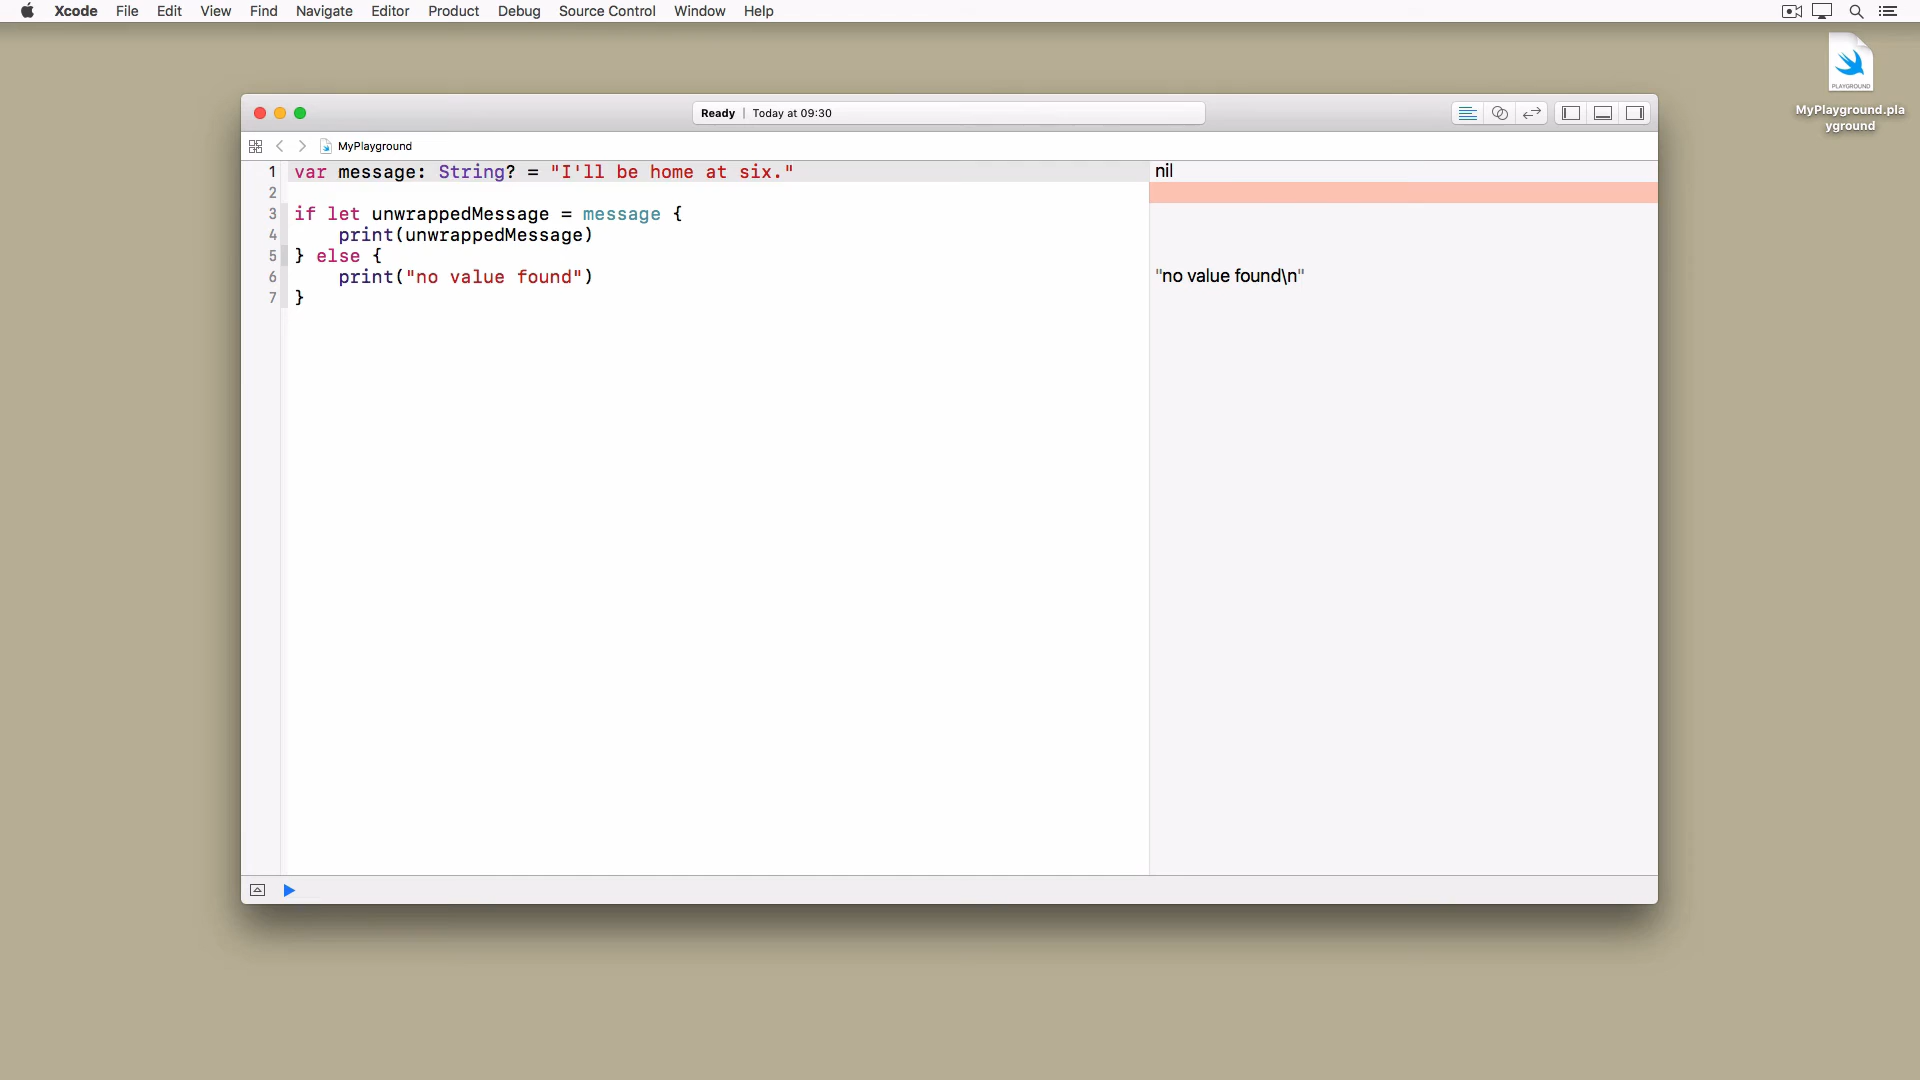 Xcode File Edit View Find Navigate Editor Product Debug Source Control Window Help
PLAYGROUND
MyPlayground.pla
yground
Ready | Today at 09:30
MyPlayground
1 var message: String? = "I'll be home at six." nil
2
3 if let unwrappedMessage = message {
4 print(unwrappedMessage)
5 } else {
6 print("no value found") "no value found\n"
7 }